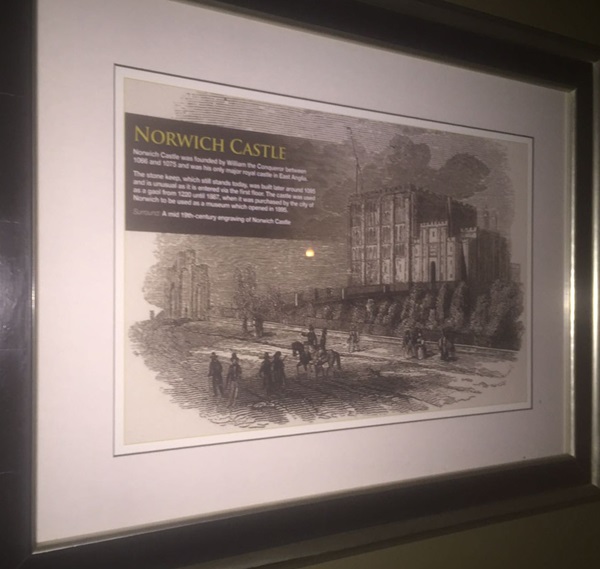 NORWICH CASTLE
Norwich Castle was founded by William the Conqueror between
1066 and 1075 and was his only major royal castle in East Anglia.
The stone keep, which still stands today, was built later around 1095
and is unusual as it is entered via the first floor. The castle was used
as a gaol from 1220 until 1887, when it was purchased by the city of
Norwich to be used as a museum which opened in 1895.
A mid 19th-century engraving of Norwich Castle